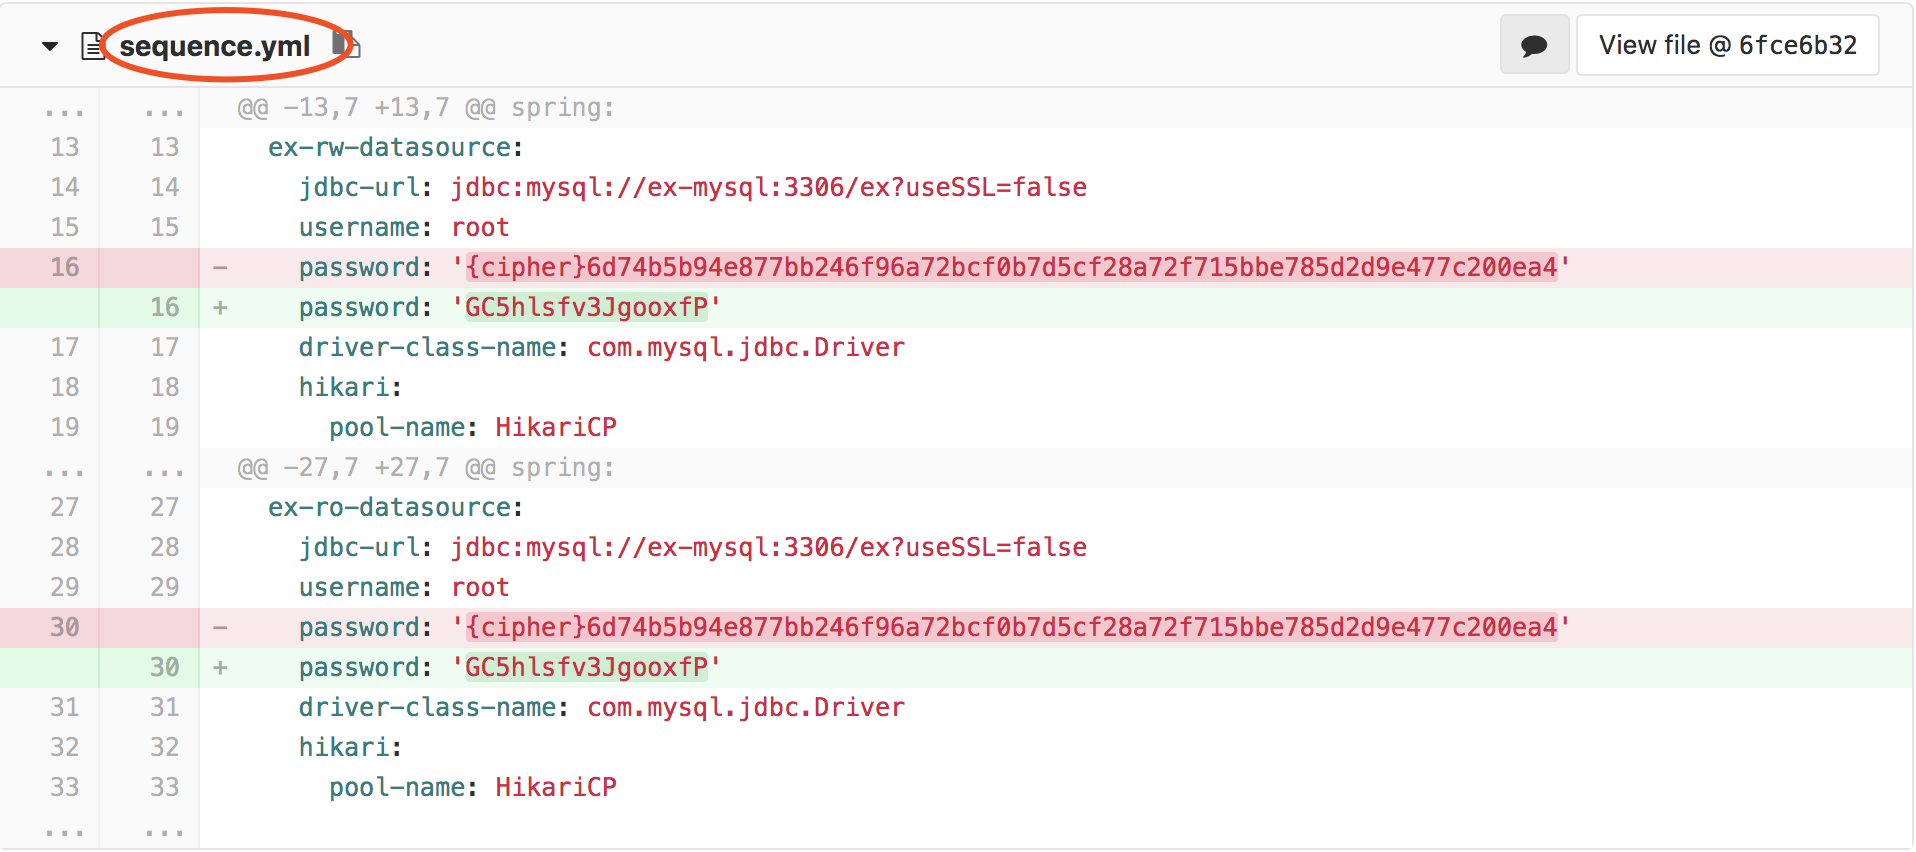 sequence.yml View file @ 6fce6b32
... ... @@ -13,7 +13,7 @@ spring:
13 13 ex-rw-datasource:
14 14 jdbc-url: jdbc:mysql://ex-mysql:3306/ex?useSSL=false
15 15 username: root
16 - password: '{cipher}6d74b5b94e877bb246f96a72bcf0b7d5cf28a72f715bbe785d2d9e477c200ea4'
16 + password: 'GC5hlsfv3JgooxfP'
17 17 driver-class-name: com.mysql.jdbc.Driver
18 18 hikari:
19 19 pool-name: HikariCP
... ... @@ -27,7 +27,7 @@ spring:
27 27 ex-ro-datasource:
28 28 jdbc-url: jdbc:mysql://ex-mysql:3306/ex?useSSL=false
29 29 username: root
30 - password: '{cipher}6d74b5b94e877bb246f96a72bcf0b7d5cf28a72f715bbe785d2d9e477c200ea4'
30 + password: 'GC5hlsfv3JgooxfP'
31 31 driver-class-name: com.mysql.jdbc.Driver
32 32 hikari:
33 33 pool-name: HikariCP
... ...